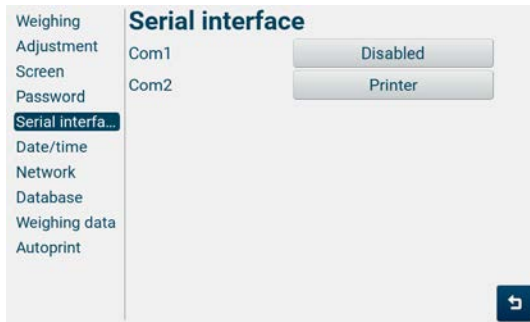 Weighing
Adjustment
Screen
Password
Serial interfa...
Date/time
Network
Database
Weighing data
Autoprint
Serial interface
Com1 Disabled
Com2 Printer